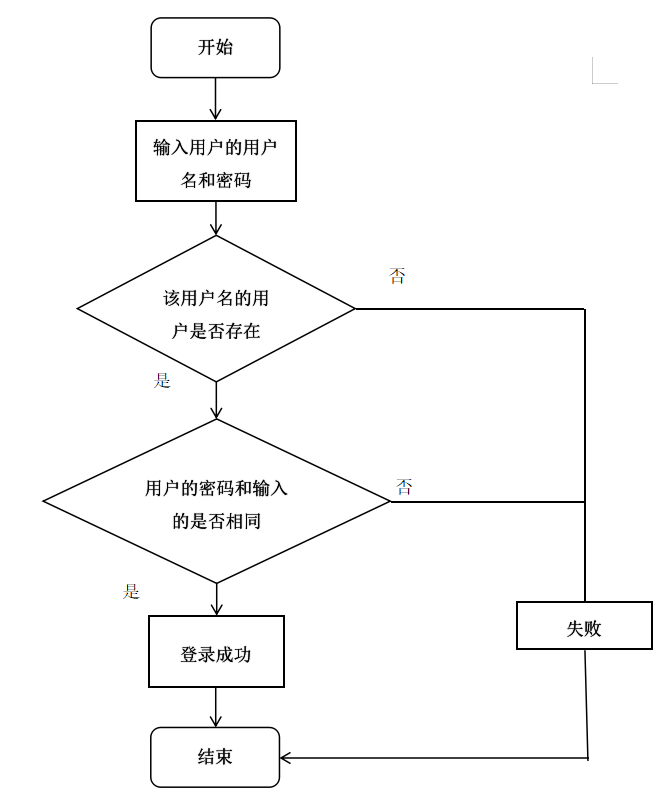 开始
输入用户的用户
名和密码
该用户名的用
户是否存在
否
是
用户的密码和输入
的是否相同
否
是
登录成功
失败
结束